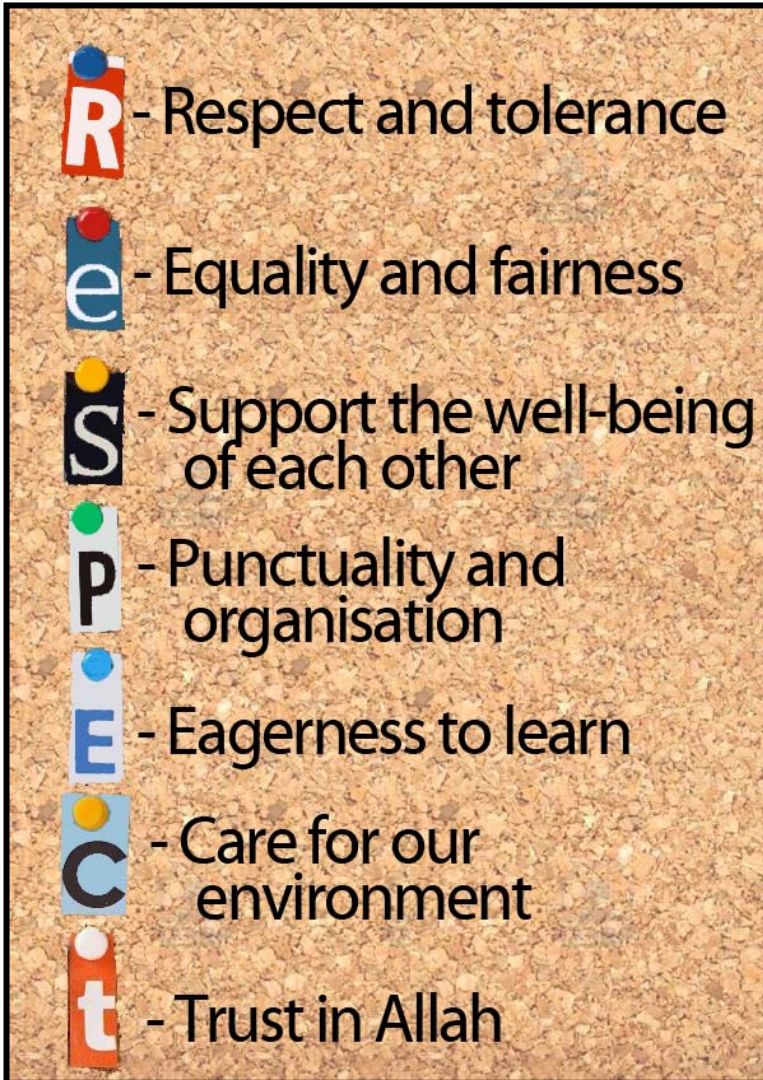 R - Respect and tolerance
e - Equality and fairness
S - Support the well-being
of each other
P - Punctuality and
organisation
E - Eagerness to learn
C - Care for our
environment
t - Trust in Allah